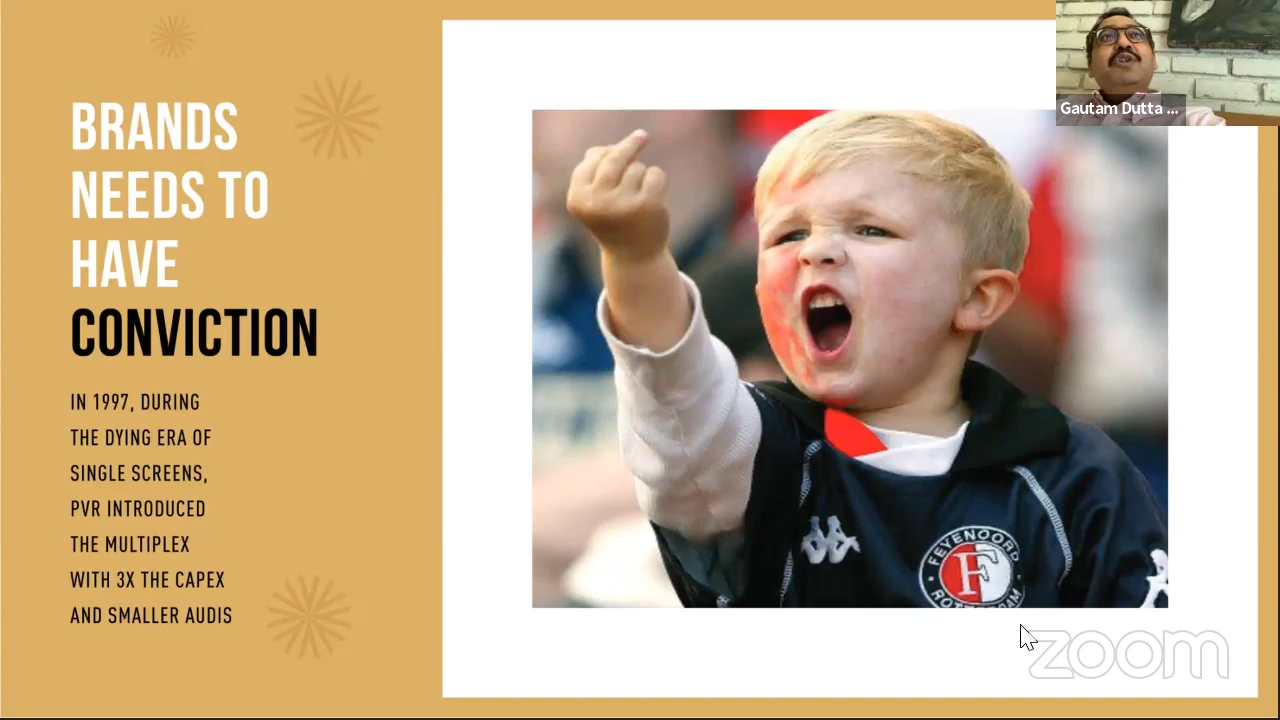 BRANDS
NEEDS TO
HAVE
CONVICTION
IN 1997, DURING
THE DYING ERA OF
SINGLE SCREENS,
PVR INTRODUCED
THE MULTIPLEX
WITH 3X THE CAPEX
AND SMALLER AUDIS
Gautam Dutta ...
FEYENOORD
F
ROTTERDAM
zoom